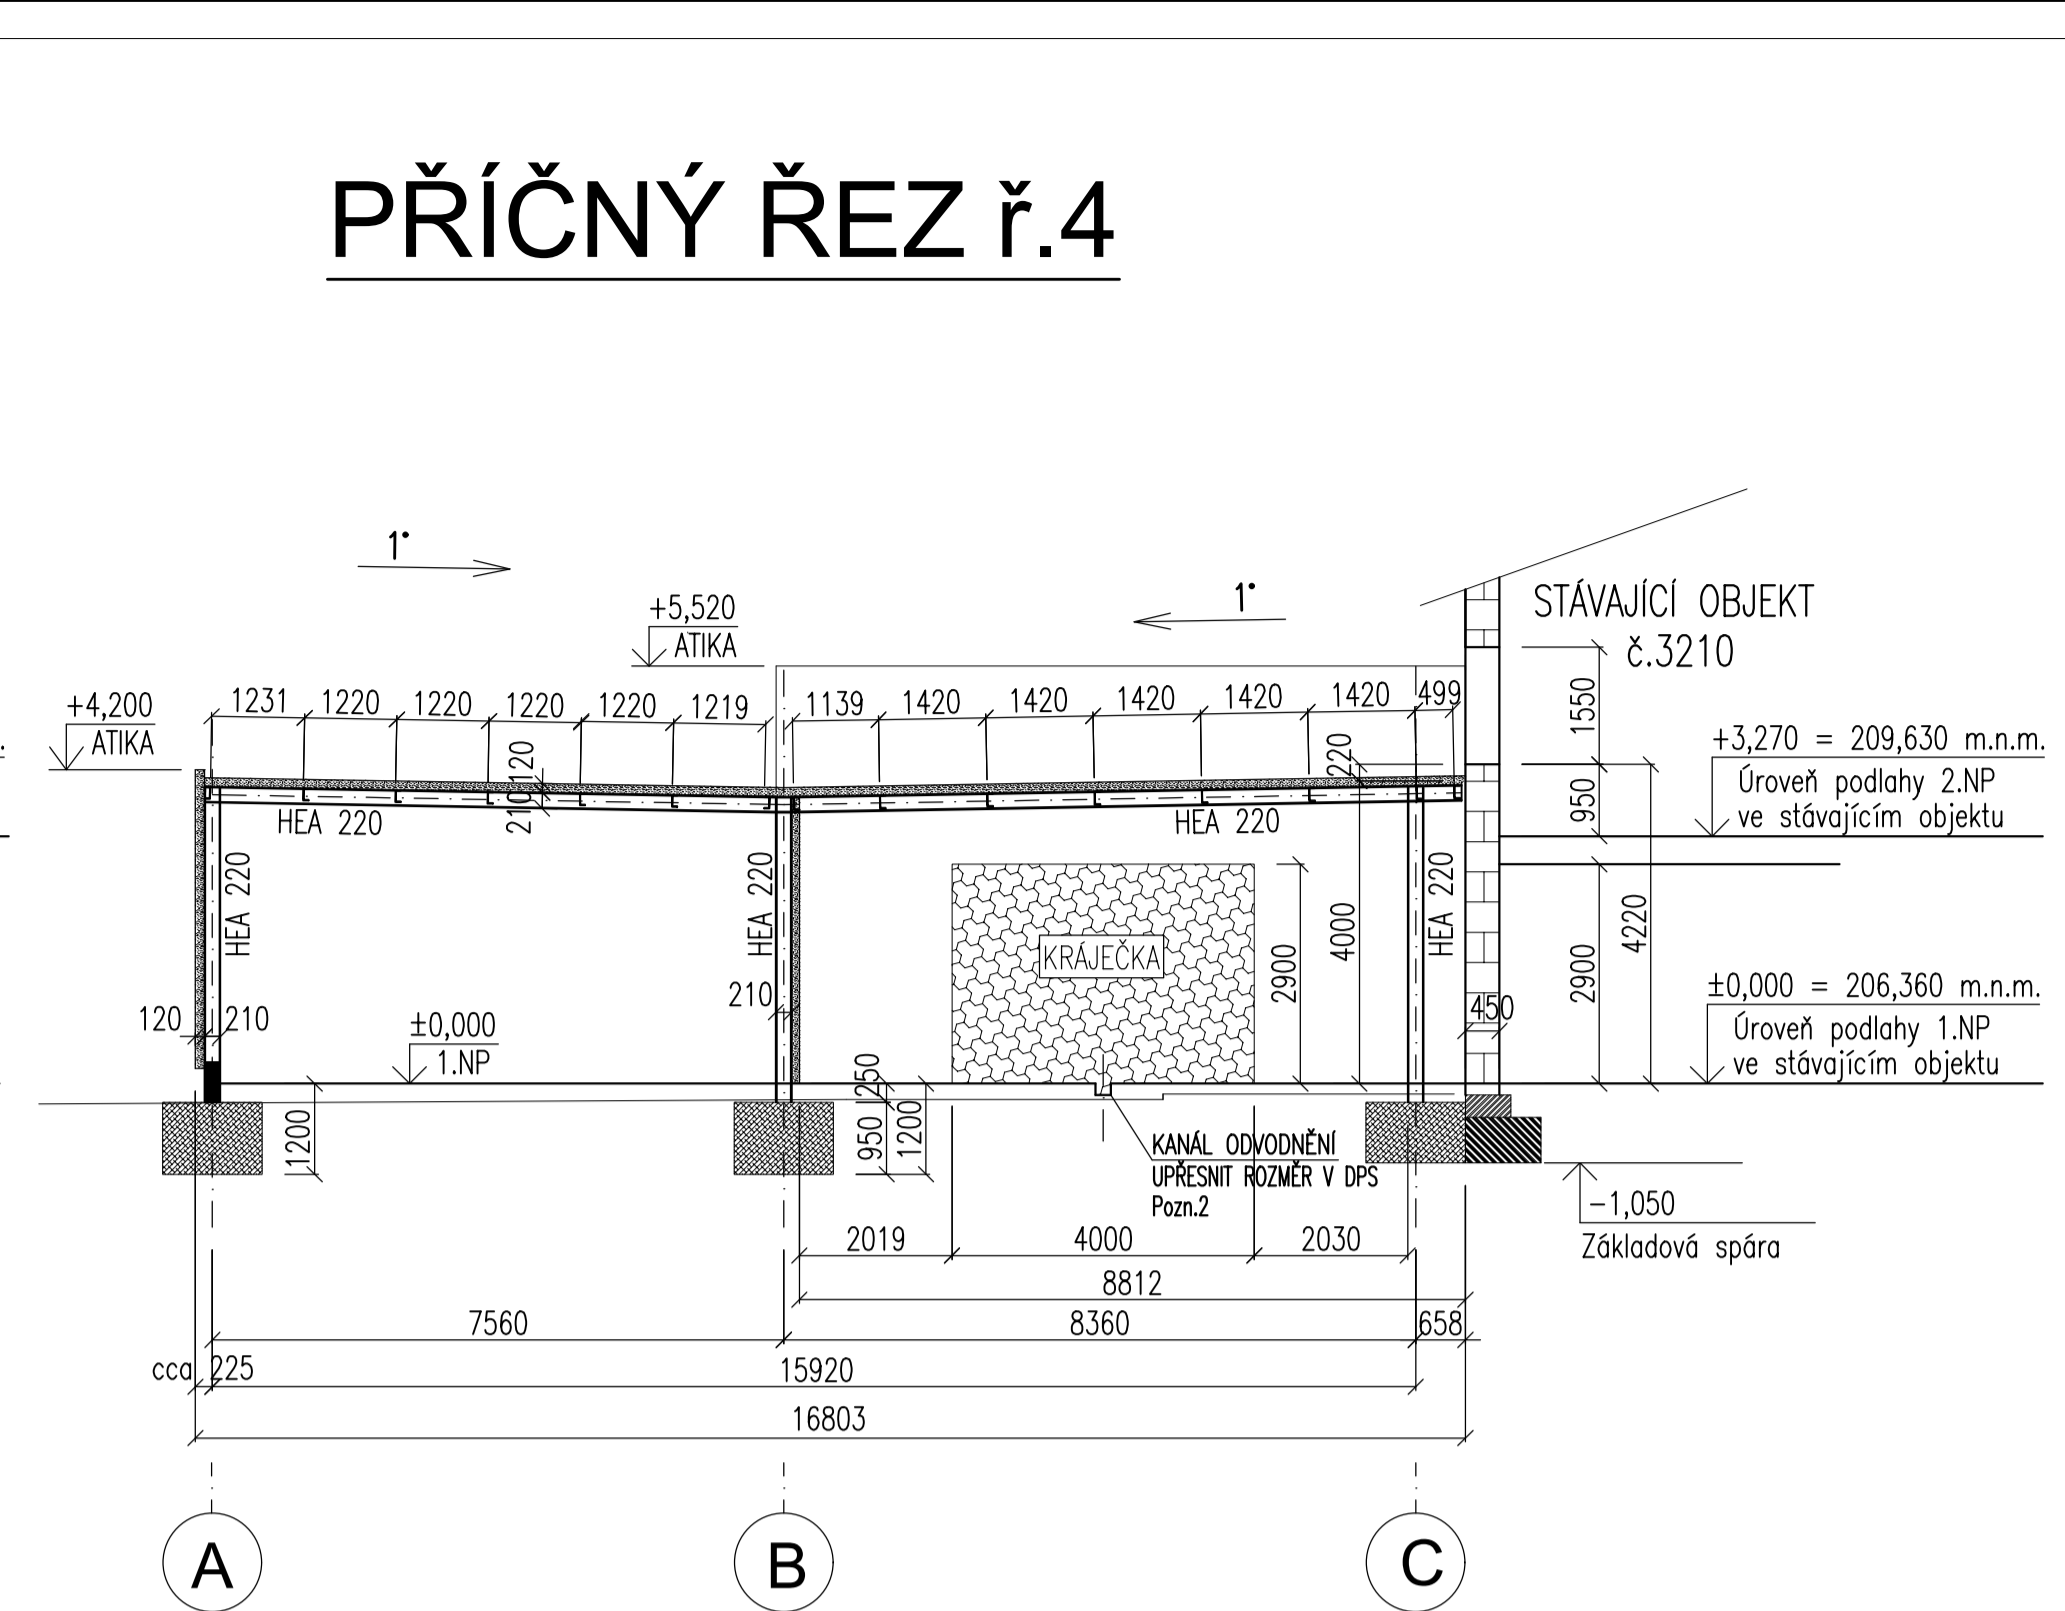 PŘÍČNÝ ŘEZ ř.4
1°
1°
+5,520
ATIKA
STÁVAJÍCÍ OBJEKT
č.3210
+4,200
ATIKA
1231 1220 1220 1220 1220 1219 1139 1420 1420 1420 1420 1420 499
120
210
220
1550
950
+3,270 = 209,630 m.n.m.
Úroveň podlahy 2.NP
ve stávajícím objektu
HEA 220
HEA 220
HEA 220
HEA 220
HEA 220
KRÁJEČKA
2900
4000
2900
4220
120 210
210
450
±0,000
1.NP
±0,000 = 206,360 m.n.m.
Úroveň podlahy 1.NP
ve stávajícím objektu
1200
250
950
1200
KANÁL ODVODNĚNÍ
UPŘESNIT ROZMĚR V DPS
Pozn.2
-1,050
Základová spára
2019 4000 2030
8812
7560 8360 658
cca 225 15920
16803
A B C